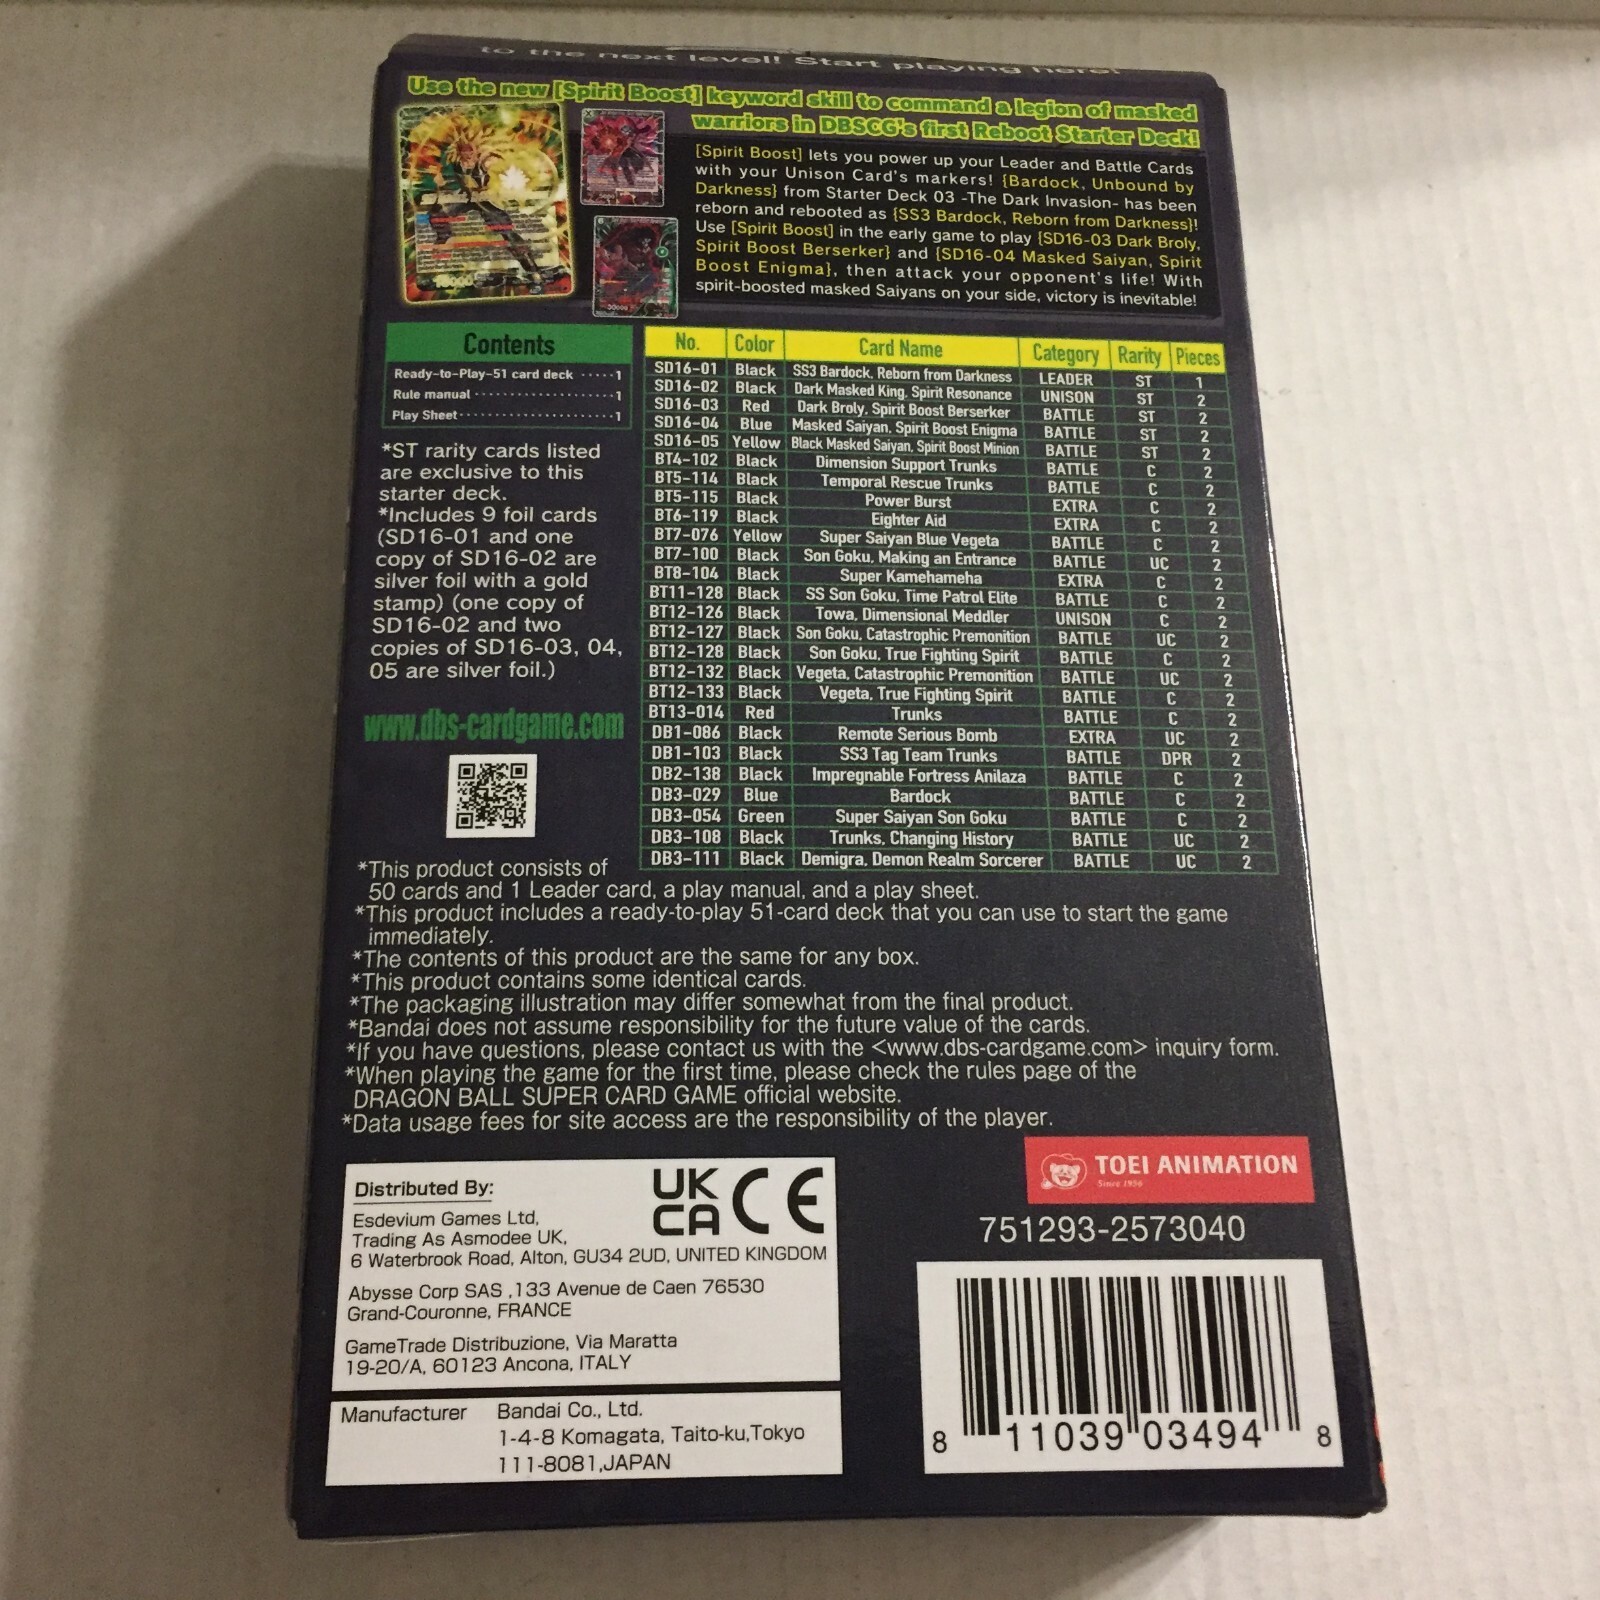 to the next level! Start playing here!
Use the new [Spirit Boost] keyword skill to command a legion of masked
warriors in DBSCG's first Reboot Starter Deck!
[Spirit Boost] lets you power up your Leader and Battle Cards
with your Unison Card's markers! {Bardock, Unbound by
Darkness} from Starter Deck 03 -The Dark Invasion- has been
reborn and rebooted as {SS3 Bardock, Reborn from Darkness}!
Use [Spirit Boost] in the early game to play {SD16-03 Dark Broly,
Spirit Boost Berserker} and {SD16-04 Masked Saiyan, Spirit
Boost Enigma}, then attack your opponent's life! With
spirit-boosted masked Saiyans on your side, victory is inevitable!
Contents
Ready-to-Play-51 card deck ·····1
Rule manual ····················1
Play Sheet······················1
*ST rarity cards listed
are exclusive to this
starter deck.
*Includes 9 foil cards
(SD16-01 and one
copy of SD16-02 are
silver foil with a gold
stamp) (one copy of
SD16-02 and two
copies of SD16-03, 04,
05 are silver foil.)
www.dbs-cardgame.com
No. Color Card Name Category Rarity Pieces
SD16-01 Black SS3 Bardock, Reborn from Darkness LEADER ST 1
SD16-02 Black Dark Masked King, Spirit Resonance UNISON ST 2
SD16-03 Red Dark Broly, Spirit Boost Berserker BATTLE ST 2
SD16-04 Blue Masked Saiyan, Spirit Boost Enigma BATTLE ST 2
SD16-05 Yellow Black Masked Saiyan, Spirit Boost Minion BATTLE ST 2
BT4-102 Black Dimension Support Trunks BATTLE C 2
BT5-114 Black Temporal Rescue Trunks BATTLE C 2
BT5-115 Black Power Burst EXTRA C 2
BT6-119 Black Eighter Aid EXTRA C 2
BT7-076 Yellow Super Saiyan Blue Vegeta BATTLE C 2
BT7-100 Black Son Goku, Making an Entrance BATTLE UC 2
BT8-104 Black Super Kamehameha EXTRA C 2
BT11-128 Black SS Son Goku, Time Patrol Elite BATTLE C 2
BT12-126 Black Towa, Dimensional Meddler UNISON C 2
BT12-127 Black Son Goku, Catastrophic Premonition BATTLE UC 2
BT12-128 Black Son Goku, True Fighting Spirit BATTLE C 2
BT12-132 Black Vegeta, Catastrophic Premonition BATTLE UC 2
BT12-133 Black Vegeta, True Fighting Spirit BATTLE C 2
BT13-014 Red Trunks BATTLE C 2
DB1-086 Black Remote Serious Bomb EXTRA UC 2
DB1-103 Black SS3 Tag Team Trunks BATTLE DPR 2
DB2-138 Black Impregnable Fortress Anilaza BATTLE C 2
DB3-029 Blue Bardock BATTLE C 2
DB3-054 Green Super Saiyan Son Goku BATTLE C 2
DB3-108 Black Trunks, Changing History BATTLE UC 2
DB3-111 Black Demigra, Demon Realm Sorcerer BATTLE UC 2
*This product consists of
50 cards and 1 Leader card, a play manual, and a play sheet.
*This product includes a ready-to-play 51-card deck that you can use to start the game
immediately.
*The contents of this product are the same for any box.
*This product contains some identical cards.
*The packaging illustration may differ somewhat from the final product.
*Bandai does not assume responsibility for the future value of the cards.
*If you have questions, please contact us with the <www.dbs-cardgame.com> inquiry form.
*When playing the game for the first time, please check the rules page of the
DRAGON BALL SUPER CARD GAME official website.
*Data usage fees for site access are the responsibility of the player.
Distributed By:
UK
CA CE
Esdevium Games Ltd,
Trading As Asmodee UK,
6 Waterbrook Road, Alton, GU34 2UD, UNITED KINGDOM
Abysse Corp SAS ,133 Avenue de Caen 76530
Grand-Couronne, FRANCE
GameTrade Distribuzione, Via Maratta
19-20/A, 60123 Ancona, ITALY
Manufacturer Bandai Co., Ltd.
1-4-8 Komagata, Taito-ku,Tokyo
111-8081,JAPAN
TOEI ANIMATION
Since 1956
751293-2573040
8 11039 03494 8